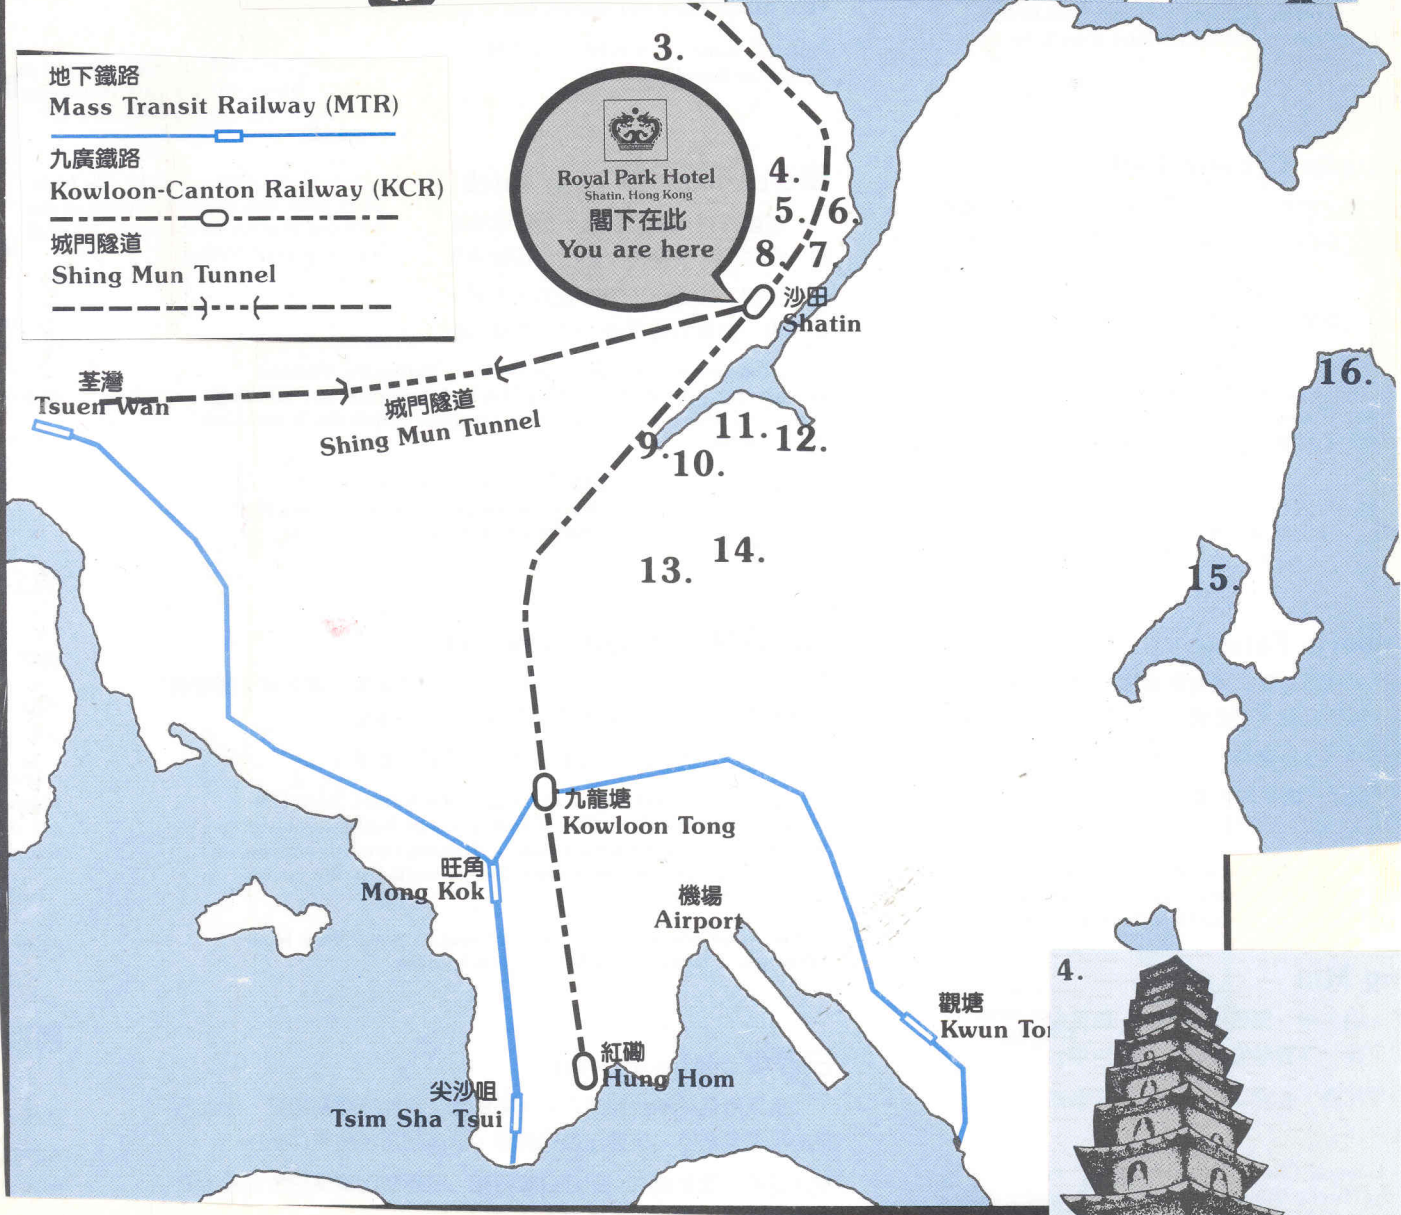 地下鐵路
Mass Transit Railway (MTR)
九廣鐵路
Kowloon-Canton Railway (KCR)
城門隧道
Shing Mun Tunnel
3.
Royal Park Hotel
Shatin, Hong Kong
閣下在此
You are here
4.
5. 6.
8. 7
沙田
Shatin
荃灣
Tsuen Wan
城門隧道
Shing Mun Tunnel
16.
9.
10.
11.
12.
13.
14.
15.
九龍塘
Kowloon Tong
旺角
Mong Kok
機場
Airport
4.
觀塘
Kwun Ton
紅磡
Hung Hom
尖沙咀
Tsim Sha Tsui